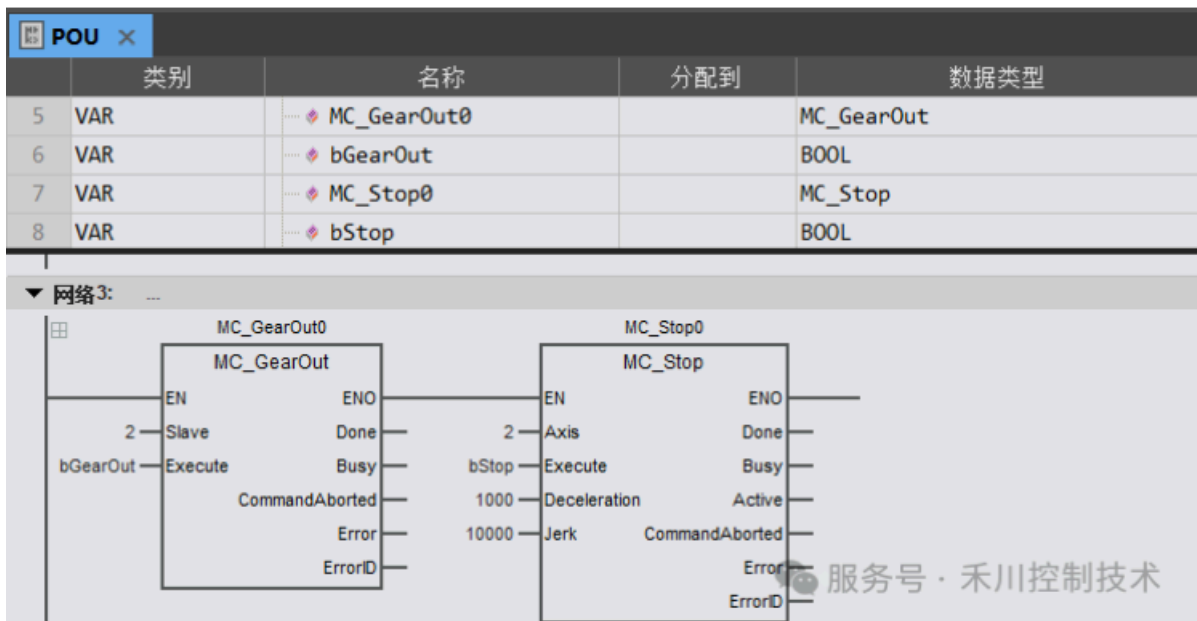 POU ×
类别 名称 分配到 数据类型
5 VAR MC_GearOut0 MC_GearOut
6 VAR bGearOut BOOL
7 VAR MC_Stop0 MC_Stop
8 VAR bStop BOOL
网络3: ...
MC_GearOut0 MC_Stop0
MC_GearOut MC_Stop
EN ENO EN ENO
2 Slave Done 2 Axis Done
bGearOut Execute Busy bStop Execute Busy
CommandAborted 1000 Deceleration Active
Error 10000 Jerk CommandAborted
ErrorID Error
ErrorID
服务号·禾川控制技术